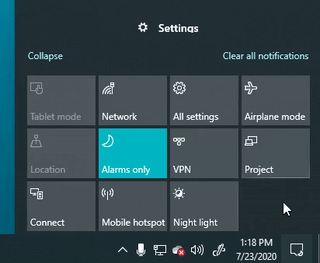 Settings
Collapse Clear all notifications
Tablet mode Network All settings Airplane mode
Location Alarms only VPN Project
Connect Mobile hotspot Night light
1:18 PM
7/23/2020